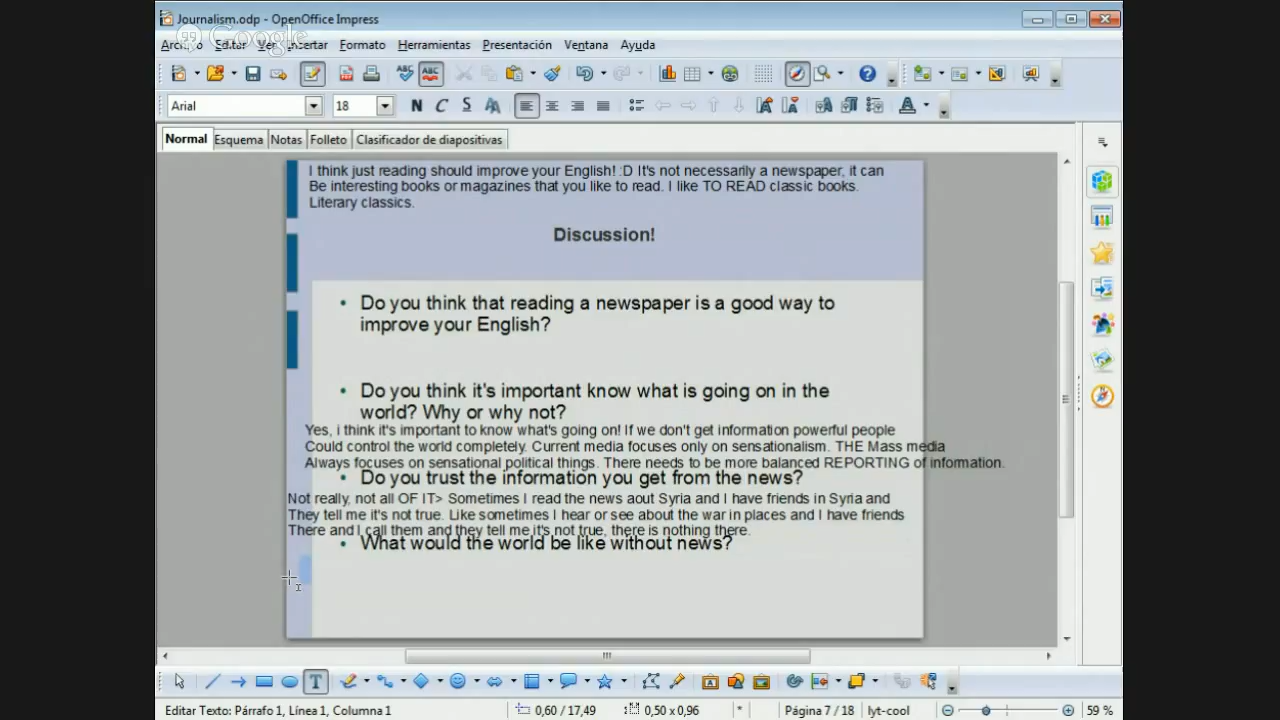 Journalism.odp - OpenOffice Impress
Google
Archivo Editar Ver Insertar Formato Herramientas Presentación Ventana Ayuda
Arial 18
Normal Esquema Notas Folleto Clasificador de diapositivas
I think just reading should improve your English! :D It's not necessarily a newspaper, it can
Be interesting books or magazines that you like to read. I like TO READ classic books.
Literary classics.
Discussion!
• Do you think that reading a newspaper is a good way to
improve your English?
• Do you think it's important know what is going on in the
world? Why or why not?
Yes, i think it's important to know what's going on! If we don't get information powerful people
Could control the world completely. Current media focuses only on sensationalism. THE Mass media
Always focuses on sensational political things. There needs to be more balanced REPORTING of information.
• Do you trust the information you get from the news?
Not really, not all OF IT> Sometimes I read the news aout Syria and I have friends in Syria and
They tell me it's not true. Like sometimes I hear or see about the war in places and I have friends
There and I call them and they tell me it's not true, there is nothing there.
• What would the world be like without news?
Editar Texto: Párrafo 1, Línea 1, Columna 1 0,60 / 17,49 0,50 x 0,96 * Página 7 / 18 lyt-cool 59 %